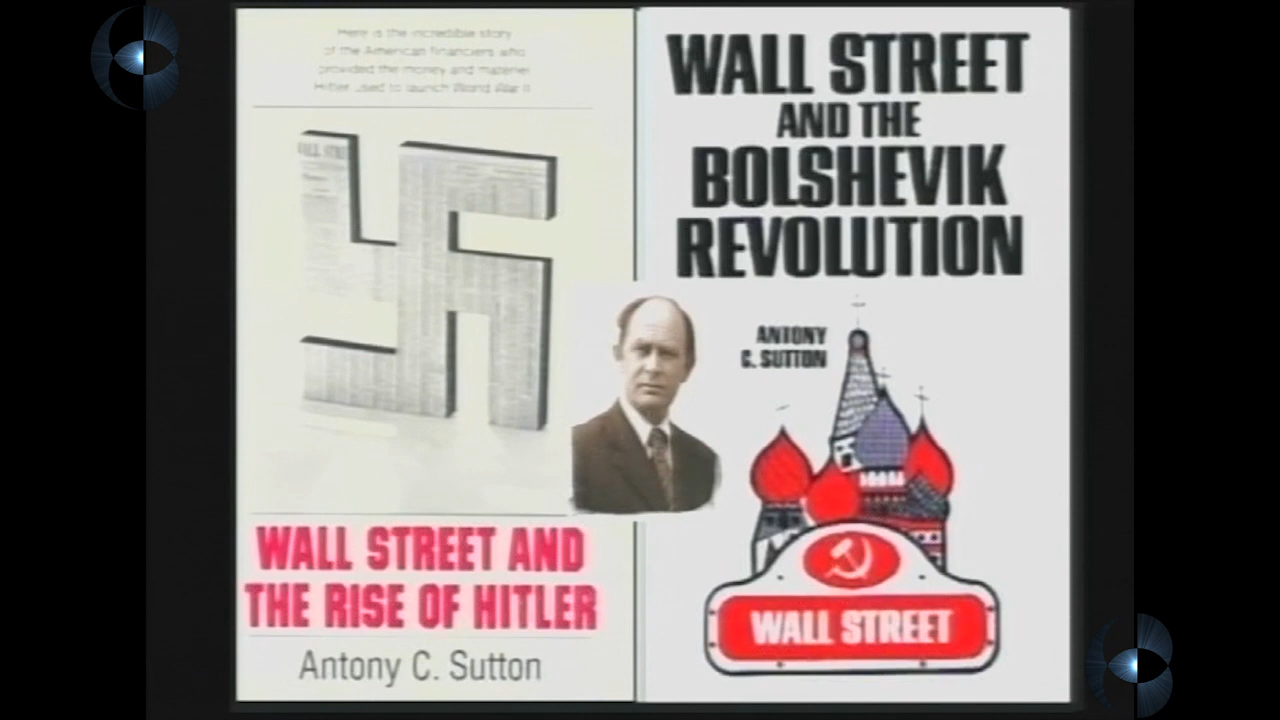 Here is the incredible story
of the American financiers who
provided the money and materiel
Hitler used to launch World War II
WALL STREET AND
THE RISE OF HITLER
Antony C. Sutton
WALL STREET
AND THE
BOLSHEVIK
REVOLUTION
ANTONY
C. SUTTON
WALL STREET